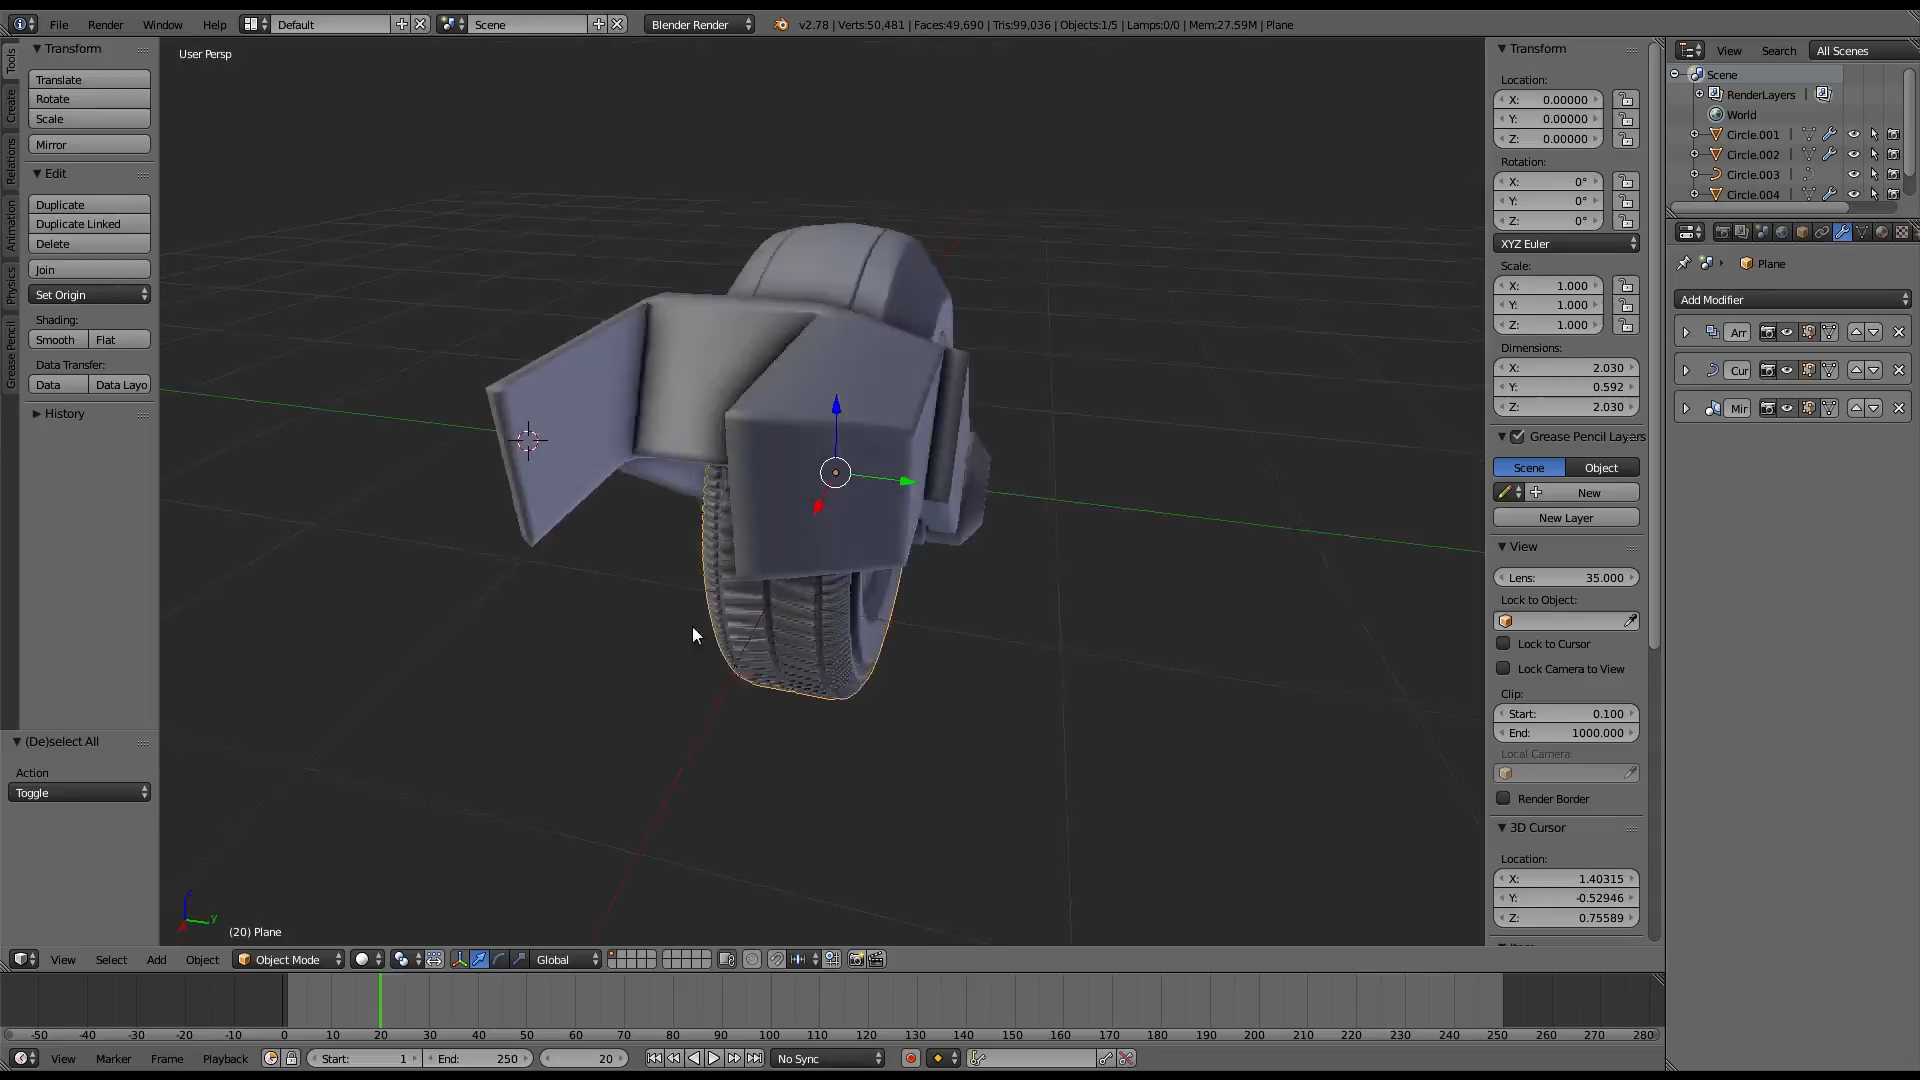 File Render Window Help Default Scene Blender Render v2.78 | Verts:50,481 | Faces:49,690 | Tris:99,036 | Objects:1/5 | Lamps:0/0 | Mem:27.59M | Plane
Tools
Create
Relations
Animation
Physics
Grease Pencil
Transform
Translate
Rotate
Scale
Mirror
Edit
Duplicate
Duplicate Linked
Delete
Join
Set Origin
Shading:
Smooth Flat
Data Transfer:
Data Data Layo
History
(De)select All
Action
Toggle
User Persp
z
y
(20) Plane
Transform
Location:
X: 0.00000
Y: 0.00000
Z: 0.00000
Rotation:
X: 0°
Y: 0°
Z: 0°
XYZ Euler
Scale:
X: 1.000
Y: 1.000
Z: 1.000
Dimensions:
X: 2.030
Y: 0.592
Z: 2.030
Grease Pencil Layers
Scene Object
New
New Layer
View
Lens: 35.000
Lock to Object:
Lock to Cursor
Lock Camera to View
Clip:
Start: 0.100
End: 1000.000
Local Camera:
Render Border
3D Cursor
Location:
X: 1.40315
Y: -0.52946
Z: 0.75589
View Search All Scenes
Scene
RenderLayers |
World
Circle.001 |
Circle.002 |
Circle.003 |
Circle.004 |
Plane
Add Modifier
Arr
Cur
Mir
View Select Add Object Object Mode Global
-50 -40 -30 -20 -10 0 10 20 30 40 50 60 70 80 90 100 110 120 130 140 150 160 170 180 190 200 210 220 230 240 250 260 270 280
View Marker Frame Playback Start: 1 End: 250 20 No Sync